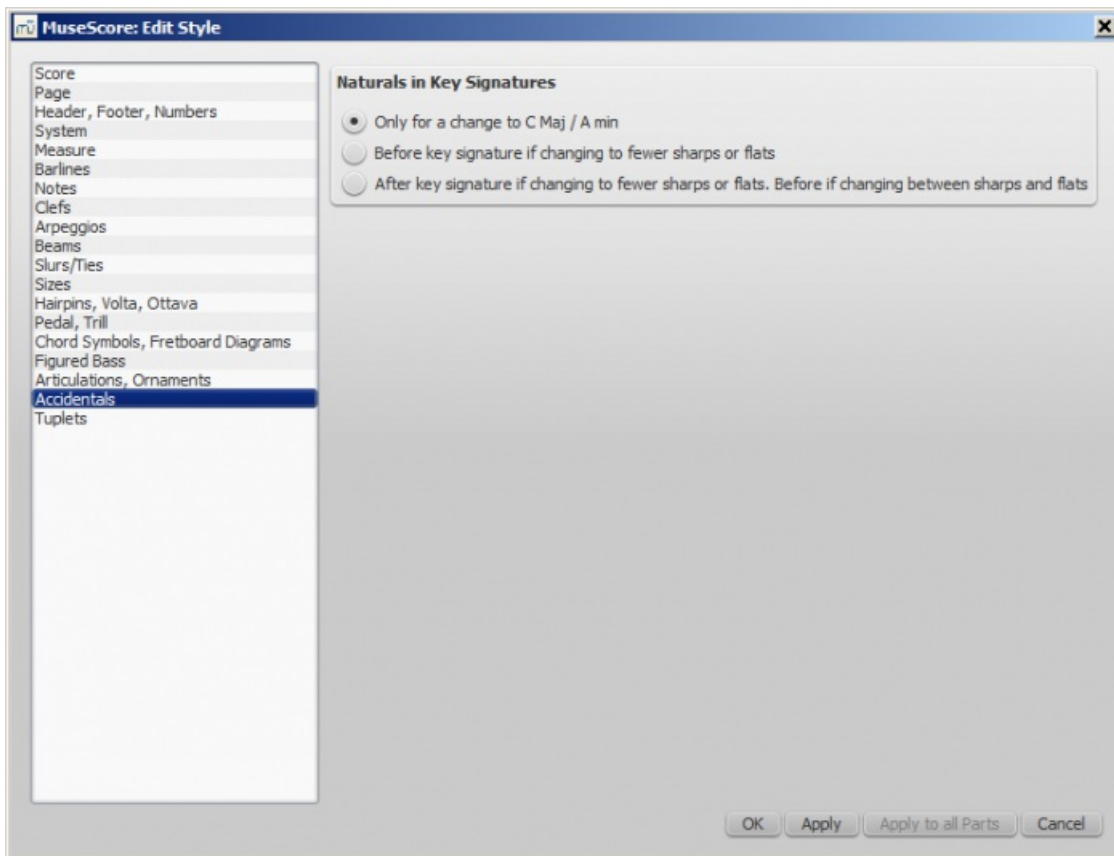 MuseScore: Edit Style
Score
Page
Header, Footer, Numbers
System
Measure
Barlines
Notes
Clefs
Arpeggios
Beams
Slurs/Ties
Sizes
Hairpins, Volta, Ottava
Pedal, Trill
Chord Symbols, Fretboard Diagrams
Figured Bass
Articulations, Ornaments
Accidentals
Tuplets
Naturals in Key Signatures
Only for a change to C Maj / A min
Before key signature if changing to fewer sharps or flats
After key signature if changing to fewer sharps or flats. Before if changing between sharps and flats
OK Apply Apply to all Parts Cancel